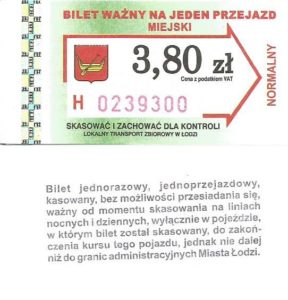 BILET WAŻNY NA JEDEN PRZEJAZD
MIEJSKI
3,80 zł
Cena z podatkiem VAT
NORMALNY
H 0239300
SKASOWAĆ I ZACHOWAĆ DLA KONTROLI
LOKALNY TRANSPORT ZBIOROWY W ŁODZI
Bilet jednorazowy, jednoprzejazdowy,
kasowany, bez możliwości przesiadania się,
ważny od momentu skasowania na liniach
nocnych i dziennych, wyłącznie w pojeździe,
w którym bilet został skasowany, do zakoń-
czenia kursu tego pojazdu, jednak nie dalej
niż do granic administracyjnych Miasta Łodzi.